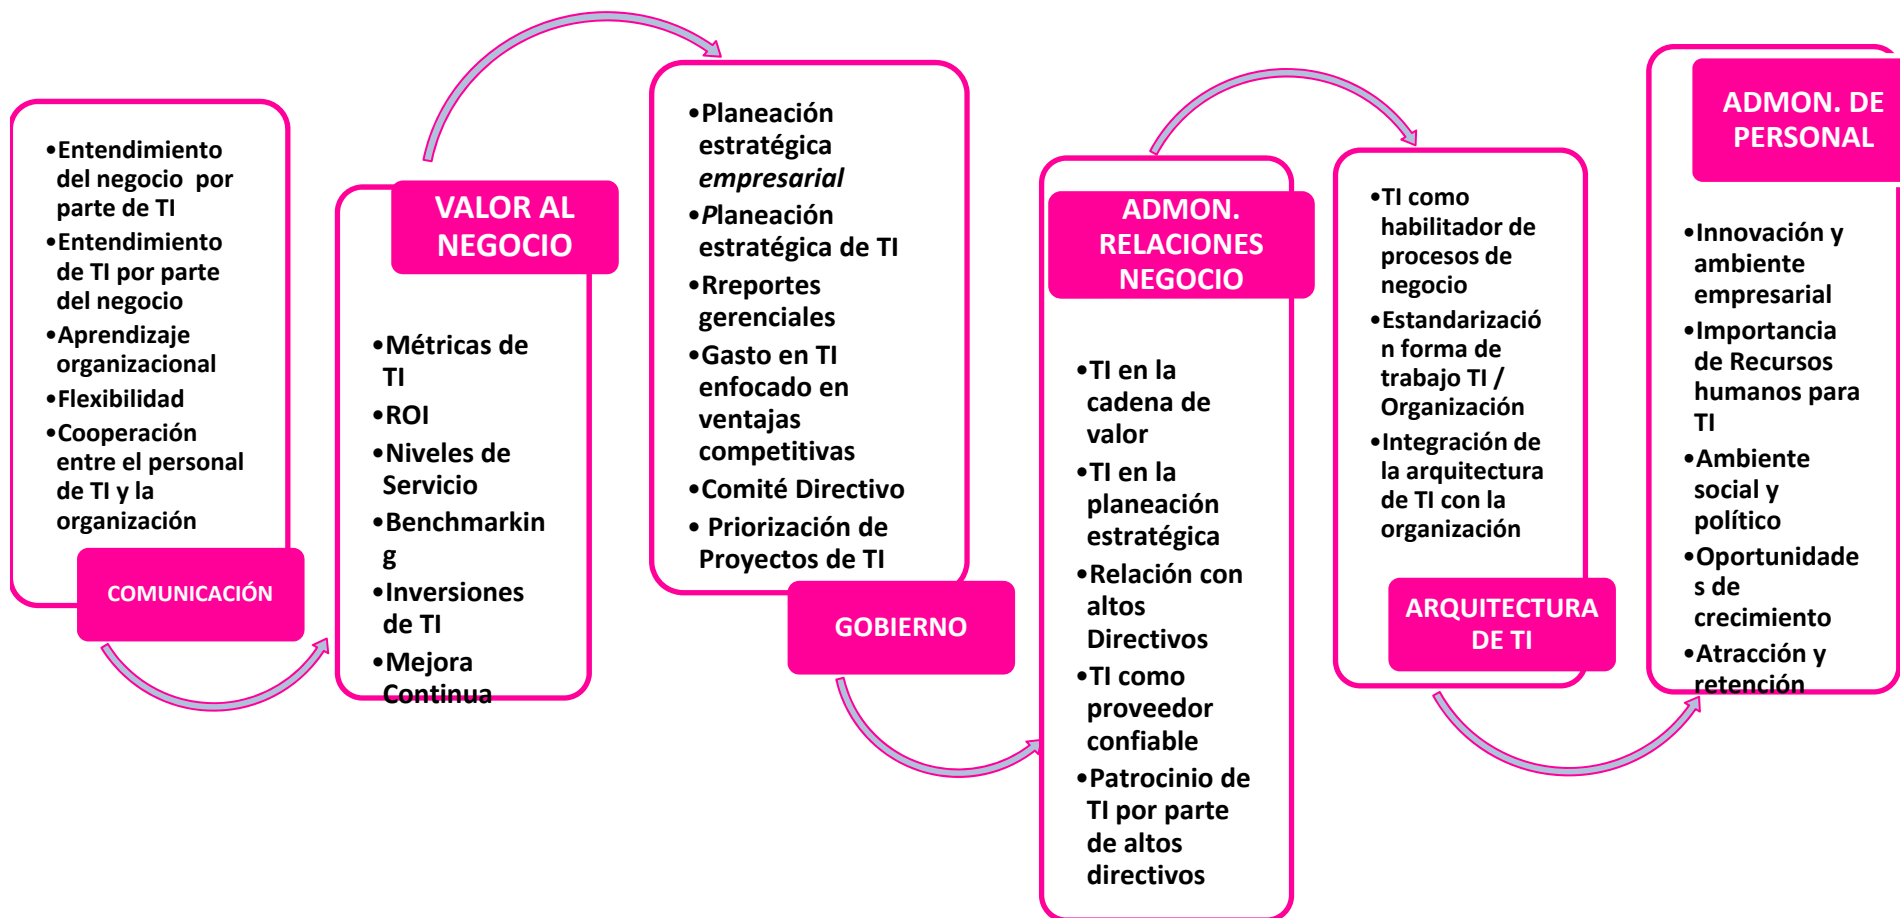 •Entendimiento
del negocio por
parte de TI
•Entendimiento
de TI por parte
del negocio
•Aprendizaje
organizacional
•Flexibilidad
•Cooperación
entre el personal
de TI y la
organización
COMUNICACIÓN
VALOR AL
NEGOCIO
•Métricas de
TI
•ROI
•Niveles de
Servicio
•Benchmarkin
g
•Inversiones
de TI
•Mejora
Continua
•Planeación
estratégica
empresarial
•Planeación
estratégica de TI
•Rreportes
gerenciales
•Gasto en TI
enfocado en
ventajas
competitivas
•Comité Directivo
• Priorización de
Proyectos de TI
GOBIERNO
ADMON.
RELACIONES
NEGOCIO
•TI en la
cadena de
valor
•TI en la
planeación
estratégica
•Relación con
altos
Directivos
•TI como
proveedor
confiable
•Patrocinio de
TI por parte
de altos
directivos
•TI como
habilitador de
procesos de
negocio
•Estandarizació
n forma de
trabajo TI /
Organización
•Integración de
la arquitectura
de TI con la
organización
ARQUITECTURA
DE TI
ADMON. DE
PERSONAL
•Innovación y
ambiente
empresarial
•Importancia
de Recursos
humanos para
TI
•Ambiente
social y
político
•Oportunidade
s de
crecimiento
•Atracción y
retención